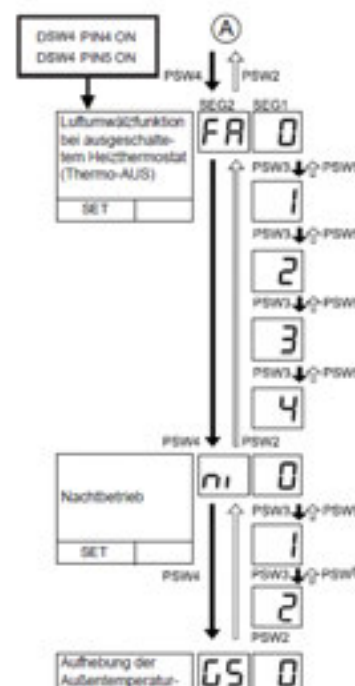 DSW4 PIN4 ON
DSW4 PIN5 ON
A
PSW4 PSW2
SEG2 SEG1
Luftumwälzfunktion
bei ausgeschalte-
tem Heizthermostat
(Thermo-AUS)
SET
FA 0
PSW3
1
PSW3
2
PSW3
3
PSW3
4
PSW4 PSW2
Nachtbetrieb
SET
ni 0
PSW3
1
PSW3
2
PSW4
PSW2
Aufhebung der
Außentemperatur-
GS 0